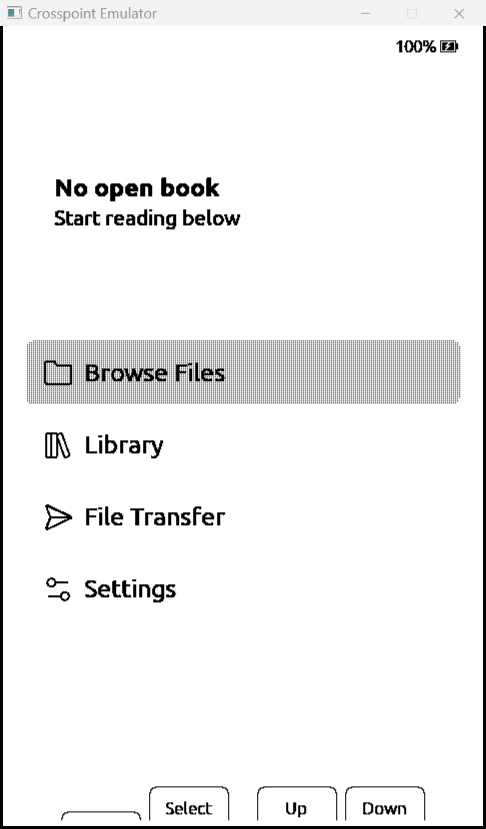 Crosspoint Emulator
100%
No open book
Start reading below
Browse Files
Library
File Transfer
Settings
Select
Up
Down